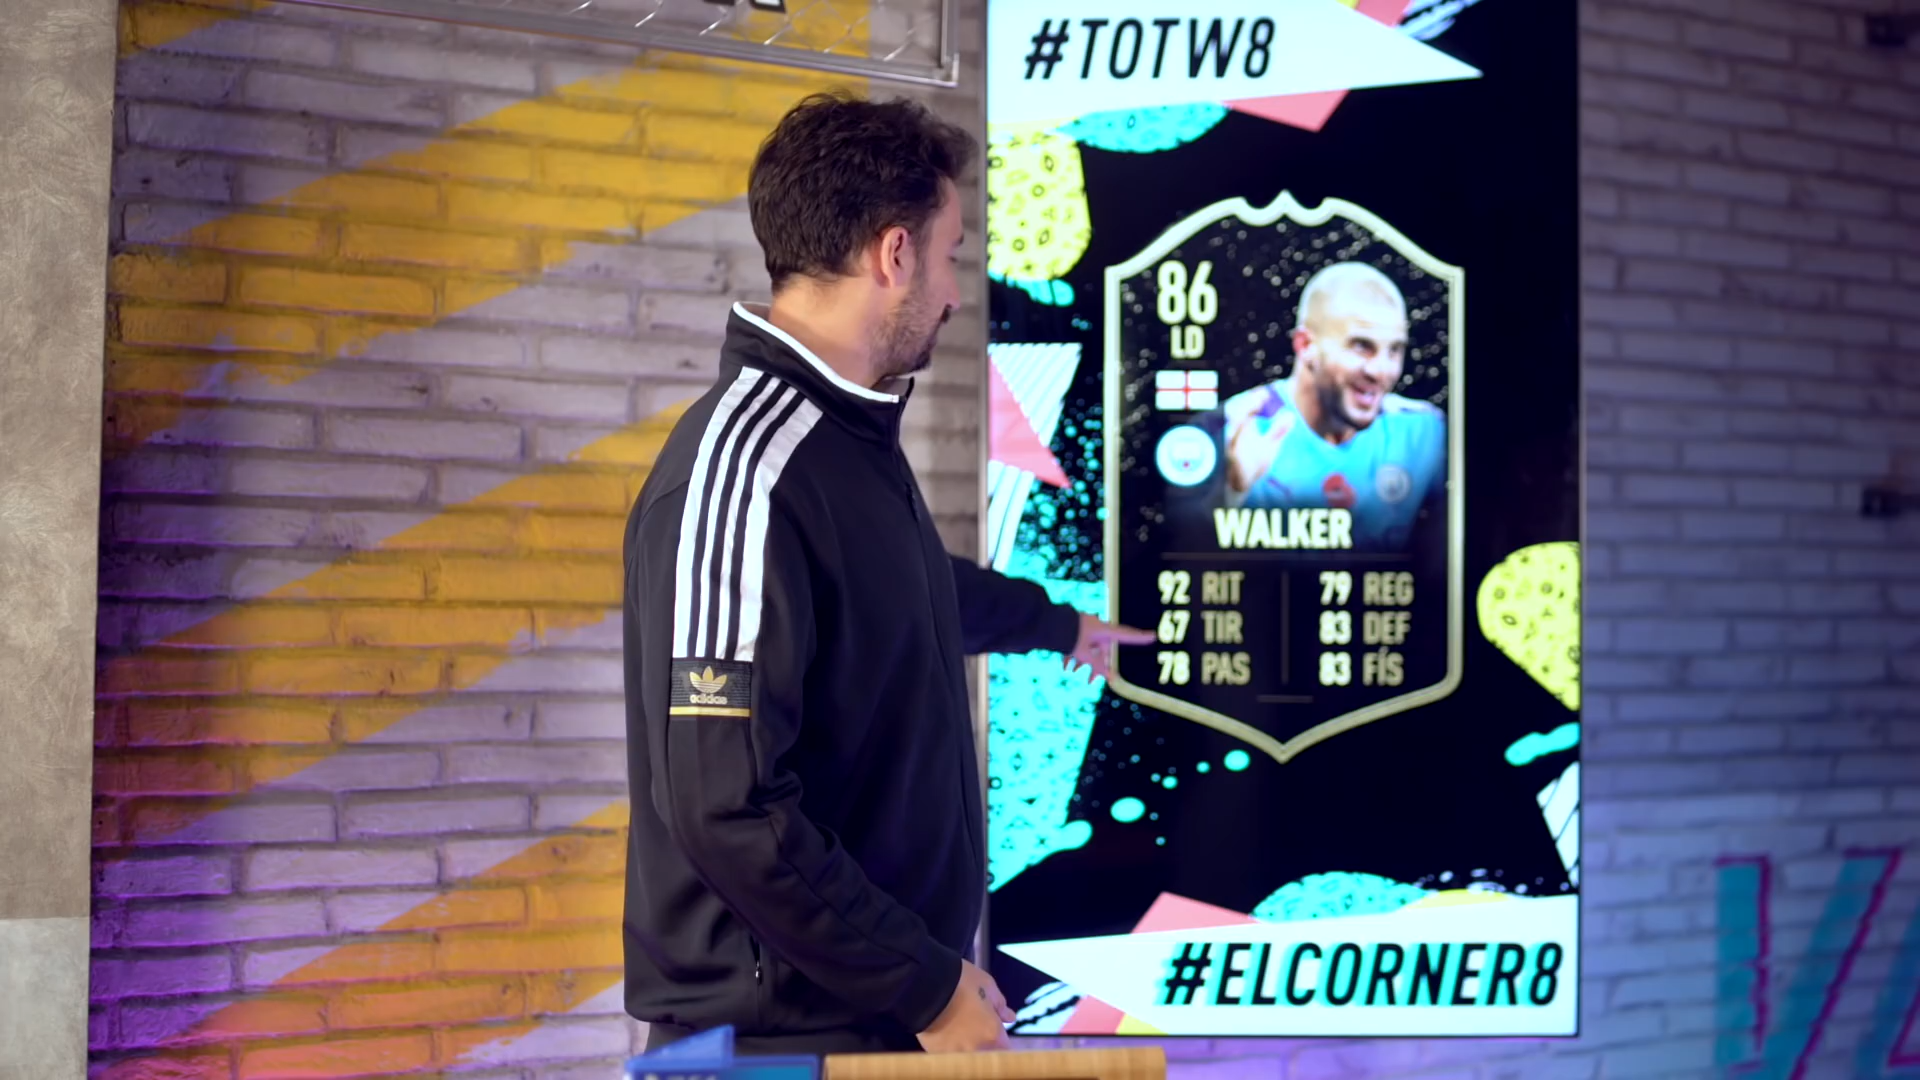 #TOTW8
86
LD
WALKER
92 RIT 79 REG
67 TIR 83 DEF
78 PAS 83 FÍS
adidas
#ELCORNER8